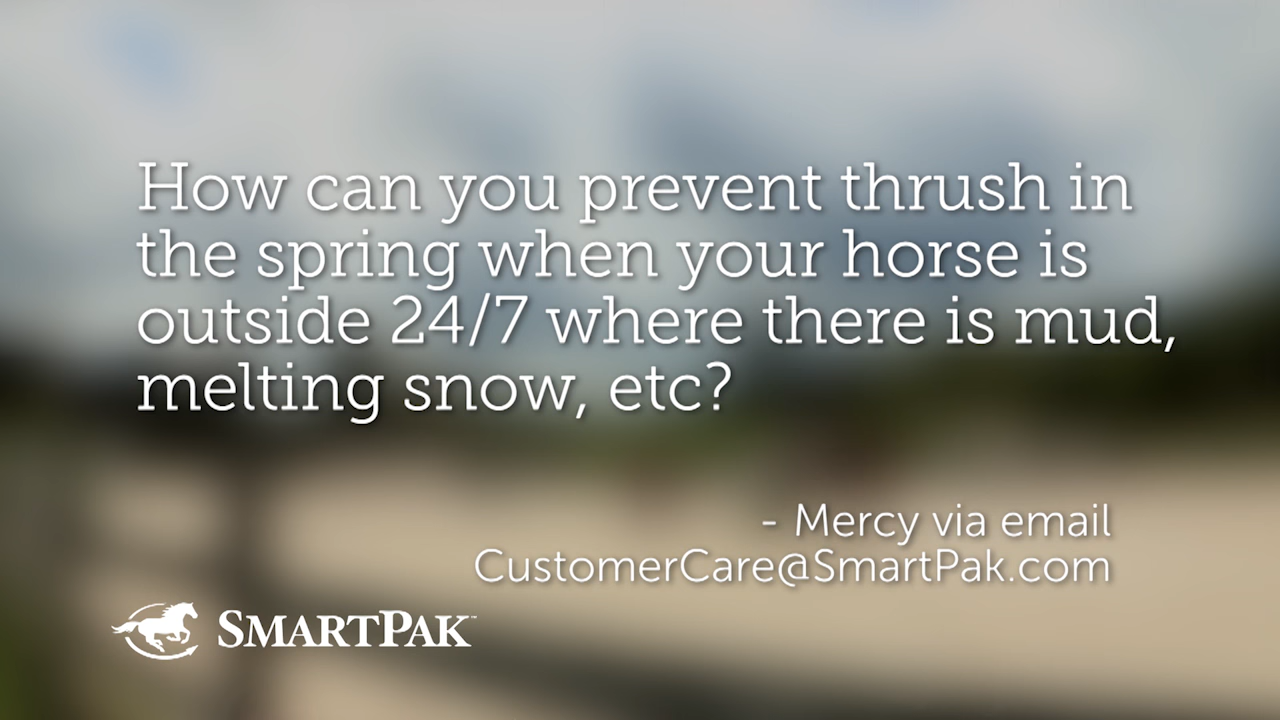 How can you prevent thrush in
the spring when your horse is
outside 24/7 where there is mud,
melting snow, etc?
- Mercy via email
CustomerCare@SmartPak.com
SMARTPAK™